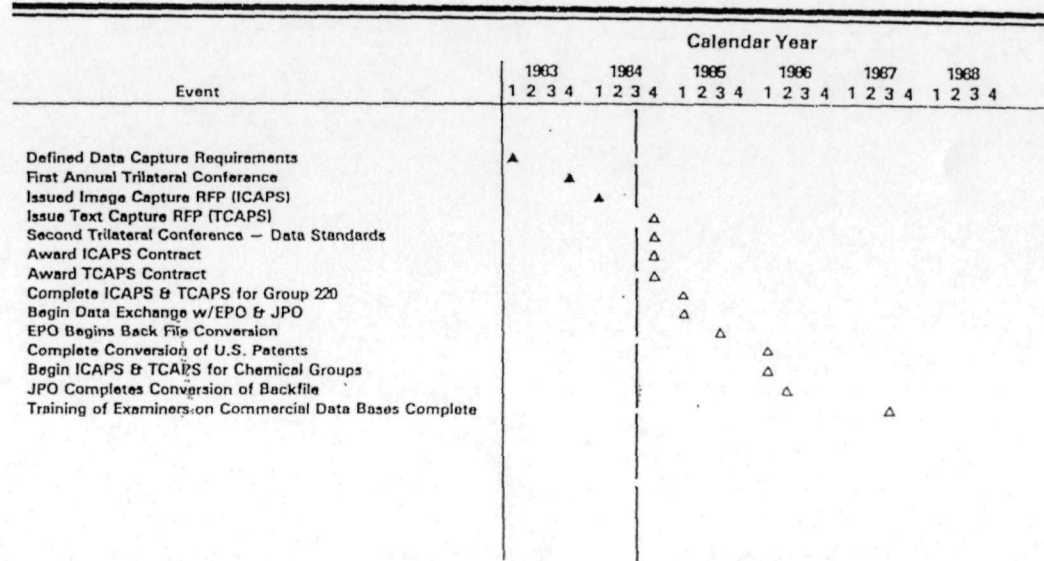 Calendar Year
1983 1984 1985 1986 1987 1988
Event
1 2 3 4 1 2 3 4 1 2 3 4 1 2 3 4 1 2 3 4 1 2 3 4
Defined Data Capture Requirements
First Annual Trilateral Conference
Issued Image Capture RFP (ICAPS)
Issue Text Capture RFP (TCAPS)
Second Trilateral Conference — Data Standards
Award ICAPS Contract
Award TCAPS Contract
Complete ICAPS & TCAPS for Group 220
Begin Data Exchange w/EPO & JPO
EPO Begins Back File Conversion
Complete Conversion of U.S. Patents
Begin ICAPS & TCAPS for Chemical Groups
JPO Completes Conversion of Backfile
Training of Examiners on Commercial Data Bases Complete